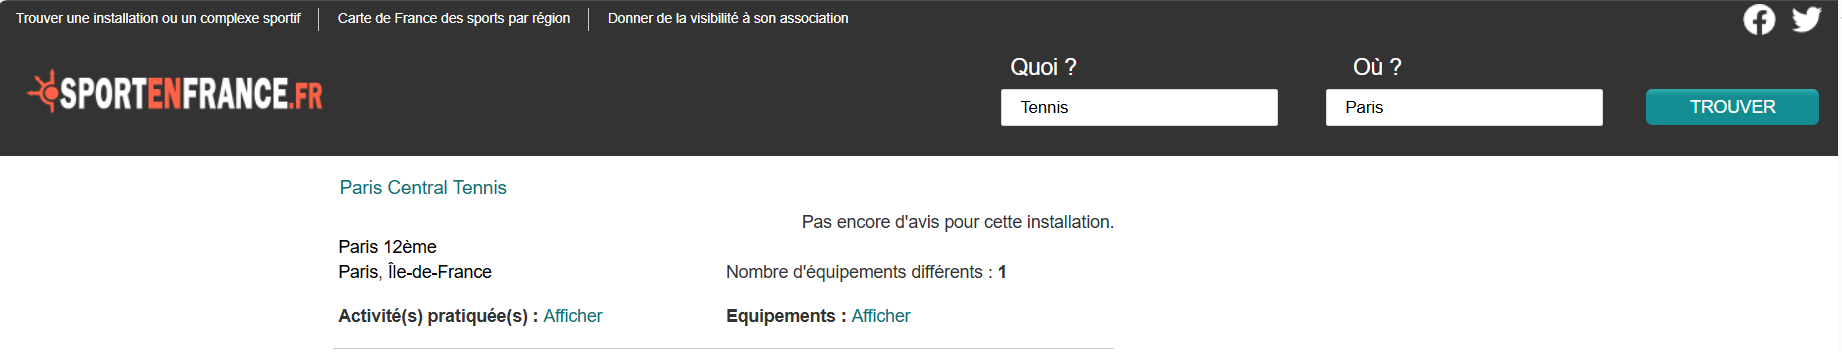 Trouver une installation ou un complexe sportif
Carte de France des sports par région
Donner de la visibilité à son association
SPORTENFRANCE.FR
Quoi ?
Où ?
Tennis
Paris
TROUVER
Paris Central Tennis
Pas encore d'avis pour cette installation.
Paris 12ème
Paris, Île-de-France
Nombre d'équipements différents : 1
Activité(s) pratiquée(s) : Afficher
Equipements : Afficher